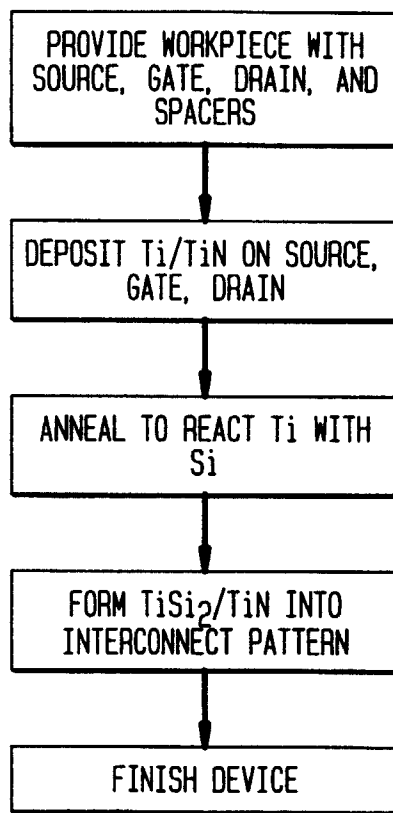 PROVIDE WORKPIECE WITH
SOURCE, GATE, DRAIN, AND
SPACERS
DEPOSIT Ti/TiN ON SOURCE,
GATE, DRAIN
ANNEAL TO REACT Ti WITH
Si
FORM TiSi₂/TiN INTO
INTERCONNECT PATTERN
FINISH DEVICE